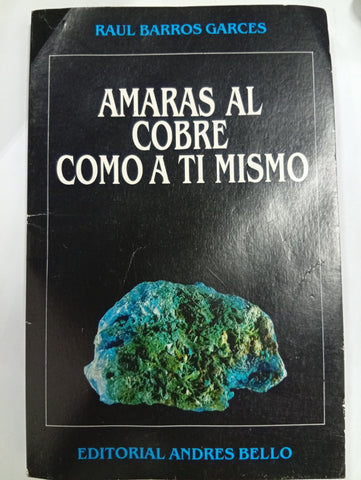 RAUL BARROS GARCES
AMARAS AL
COBRE
COMO A TI MISMO
EDITORIAL ANDRES BELLO